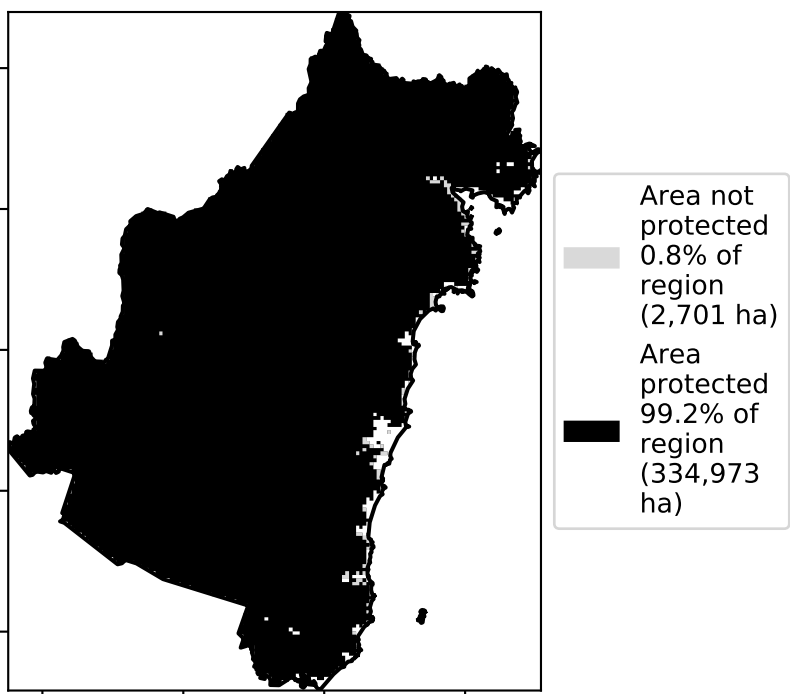 Area not
protected
0.8% of
region
(2,701 ha)
Area
protected
99.2% of
region
(334,973
ha)